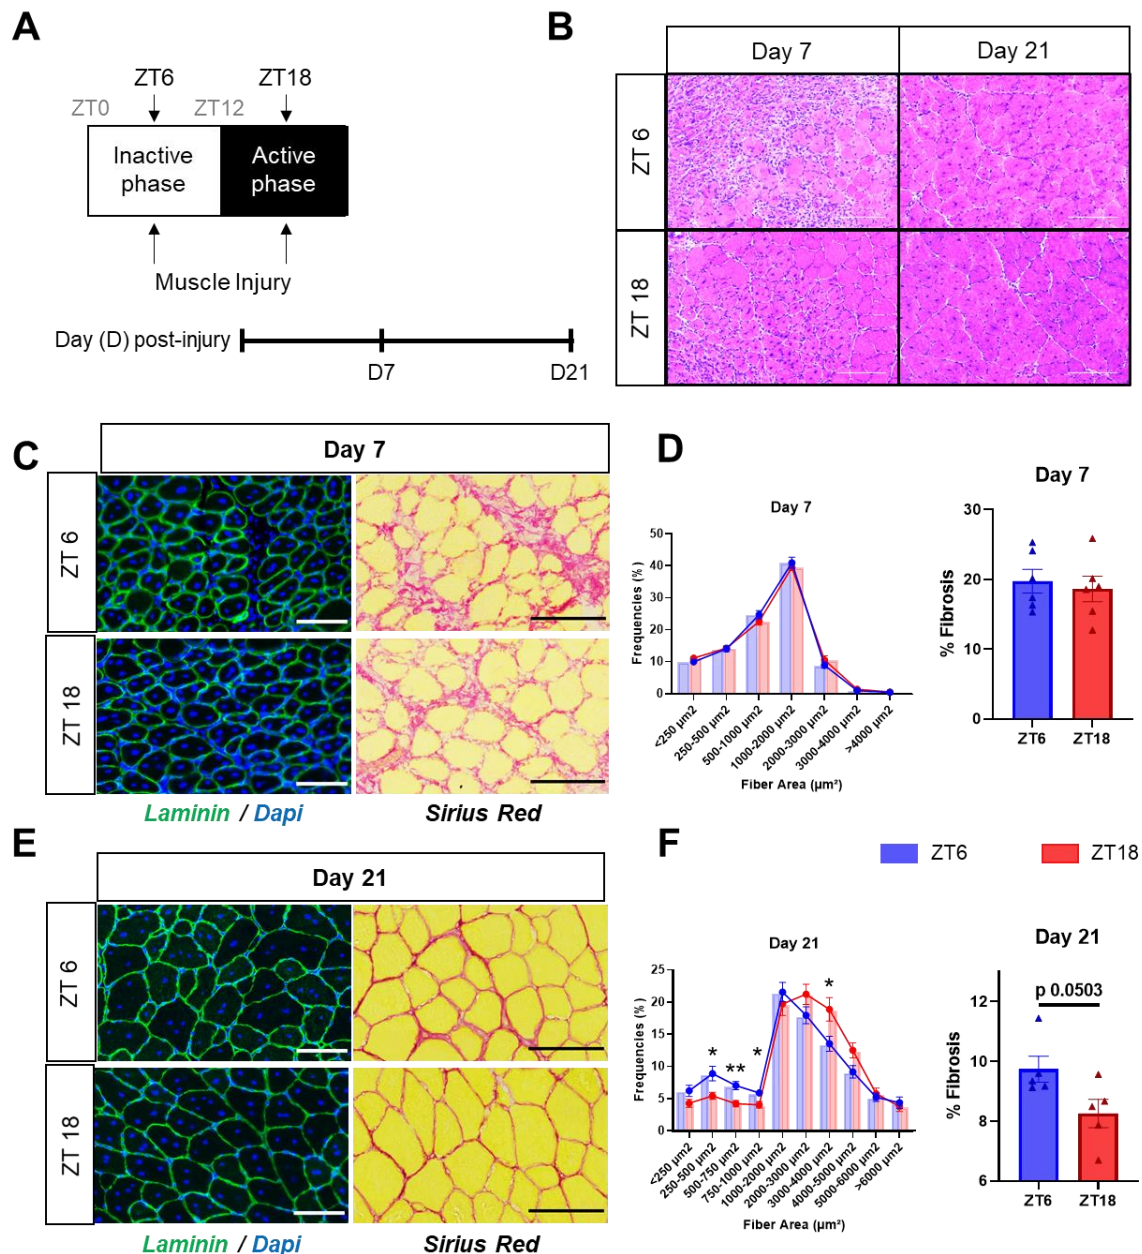 A
ZT6
ZT18
ZT0
ZT12
Inactive
phase
Active
phase
Muscle Injury
Day (D) post-injury
D7
D21
B
Day 7
Day 21
ZT 6
ZT 18
C
Day 7
ZT 6
ZT 18
Laminin / Dapi
Sirius Red
D
Day 7
Frequencies (%)
50
40
30
20
10
0
<250 µm2
250-500 µm2
500-1000 µm2
1000-2000 µm2
2000-3000 µm2
3000-4000 µm2
>4000 µm2
Fiber Area (µm²)
Day 7
% Fibrosis
30
20
10
0
ZT6
ZT18
E
Day 21
ZT 6
ZT 18
Laminin / Dapi
Sirius Red
F
ZT6
ZT18
Day 21
Frequencies (%)
25
20
15
10
5
0
*
**
*
*
<250 µm2
250-500 µm2
500-750 µm2
750-1000 µm2
1000-2000 µm2
2000-3000 µm2
3000-4000 µm2
4000-5000 µm2
5000-6000 µm2
>6000 µm2
Fiber Area (µm²)
Day 21
p 0.0503
% Fibrosis
12
10
8
6
ZT6
ZT18